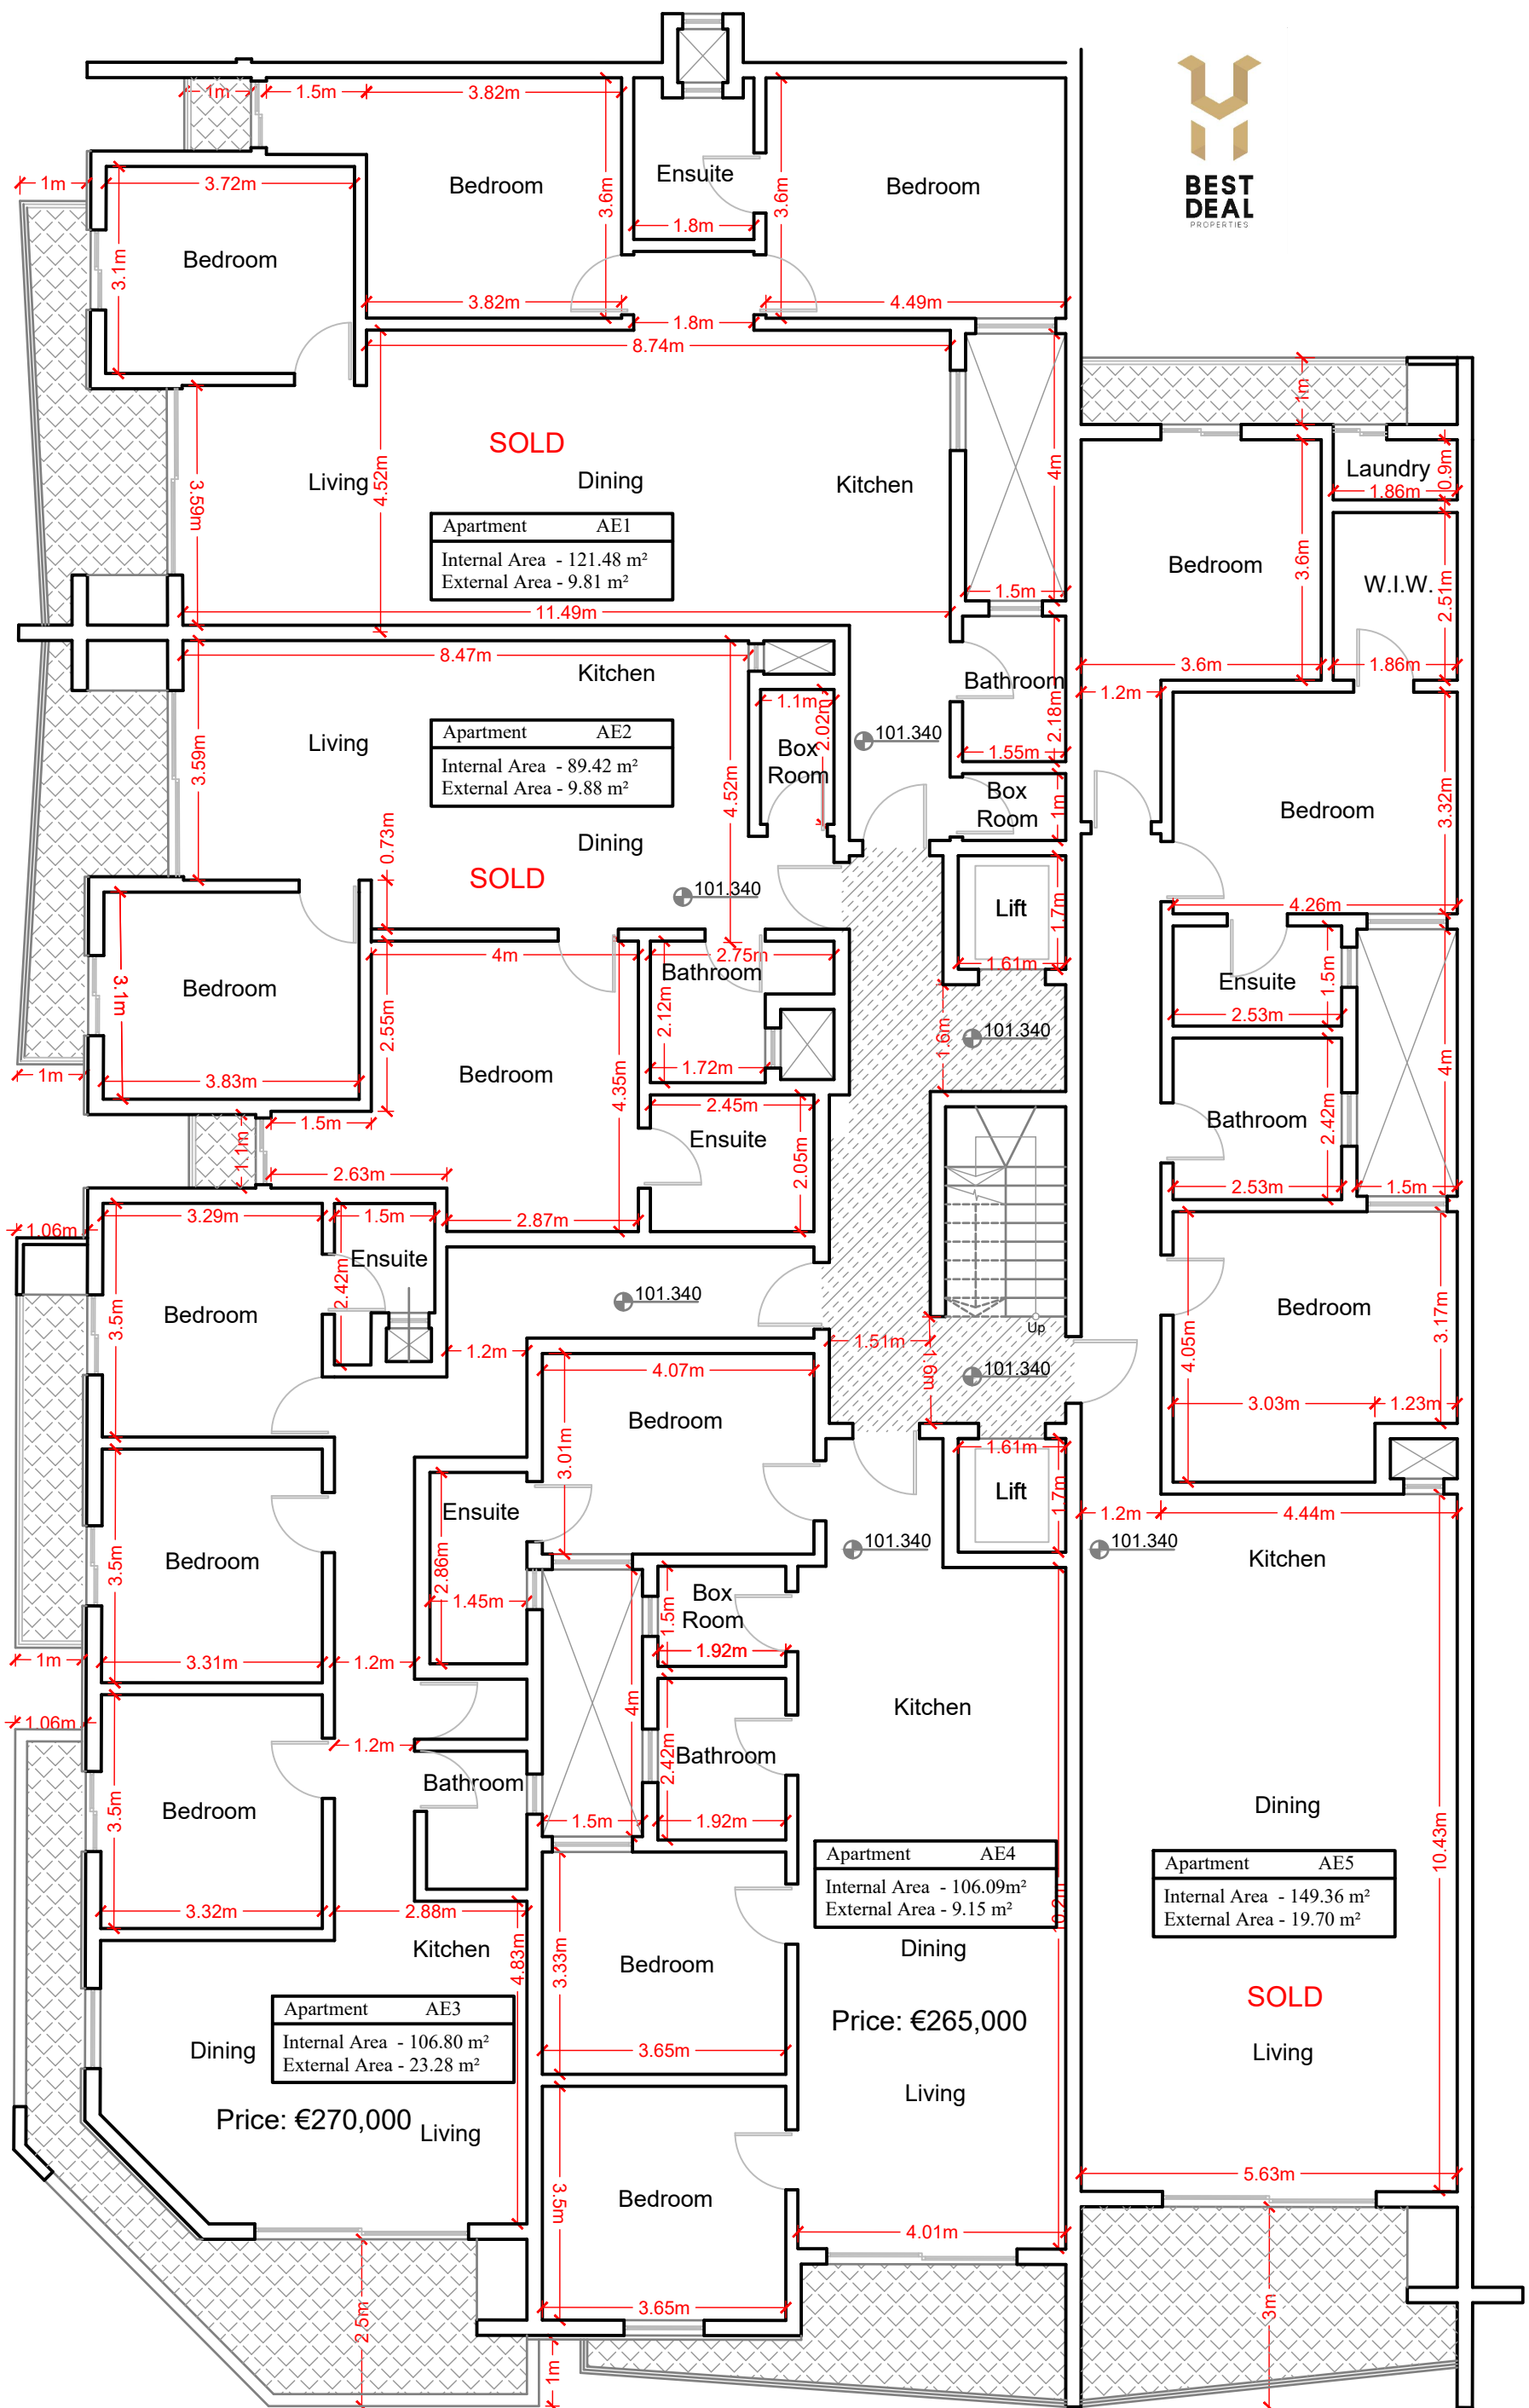 BEST
DEAL
PROPERTIES
1m
1.5m
3.82m
1m
3.72m
Bedroom
3.6m
Ensuite
1.8m
3.6m
Bedroom
3.1m
Bedroom
3.82m
1.8m
4.49m
8.74m
1m
SOLD
Living
4.52m
Dining
Kitchen
4m
3.59m
Laundry
0.9m
1.86m
Apartment AE1
Internal Area - 121.48 m²
External Area - 9.81 m²
Bedroom
3.6m
W.I.W.
2.51m
1.5m
11.49m
8.47m
Kitchen
3.6m
1.86m
1.2m
Bathroom
2.18m
1.55m
1.1m
2.02m
Box
Room
101.340
Living
3.59m
Apartment AE2
Internal Area - 89.42 m²
External Area - 9.88 m²
4.52m
Box
Room
1m
Bedroom
3.32m
0.73m
Dining
SOLD
101.340
Lift
1.7m
1.61m
4.26m
4m
2.75m
Bathroom
3.1m
Bedroom
2.55m
2.12m
1.72m
Ensuite
1.5m
2.53m
1.6m
101.340
4m
1m
3.83m
Bedroom
4.35m
1.5m
2.45m
Ensuite
2.05m
Bathroom
2.42m
2.53m
1.5m
1.1m
2.63m
2.87m
1.06m
3.29m
1.5m
Ensuite
2.42m
101.340
3.5m
Bedroom
Bedroom
4.05m
3.17m
Up
1.51m
1.6m
101.340
1.2m
4.07m
3.03m
1.23m
Bedroom
3.01m
1.61m
Lift
1.7m
Ensuite
2.86m
1.45m
1.2m
4.44m
101.340
101.340
Kitchen
3.5m
Bedroom
Box
Room
1.5m
1.92m
1m
3.31m
1.2m
4m
Kitchen
1.06m
1.2m
2.42m
Bathroom
1.92m
Bathroom
1.5m
3.5m
Bedroom
Dining
10.43m
Apartment AE4
Internal Area - 106.09m²
External Area - 9.15 m²
10.2m
Apartment AE5
Internal Area - 149.36 m²
External Area - 19.70 m²
3.32m
2.88m
Kitchen
4.83m
3.33m
Bedroom
Dining
SOLD
Apartment AE3
Internal Area - 106.80 m²
External Area - 23.28 m²
Price: €265,000
Dining
3.65m
Living
Living
Price: €270,000
Living
5.63m
3.5m
Bedroom
4.01m
2.5m
3.65m
3m
1m